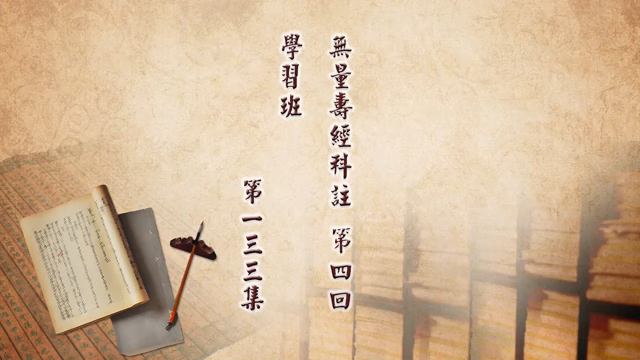 無量壽經科註 第四回
學習班
第一三三集